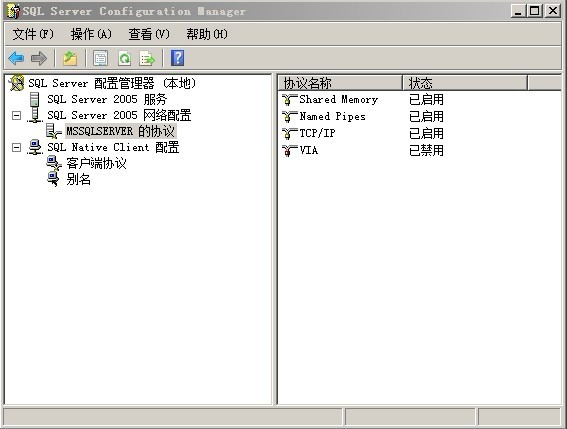 SQL Server Configuration Manager
文件(F) 操作(A) 查看(V) 帮助(H)
SQL Server 配置管理器 (本地)
SQL Server 2005 服务
SQL Server 2005 网络配置
MSSQLSERVER 的协议
SQL Native Client 配置
客户端协议
别名
协议名称 状态
Shared Memory 已启用
Named Pipes 已启用
TCP/IP 已启用
VIA 已禁用